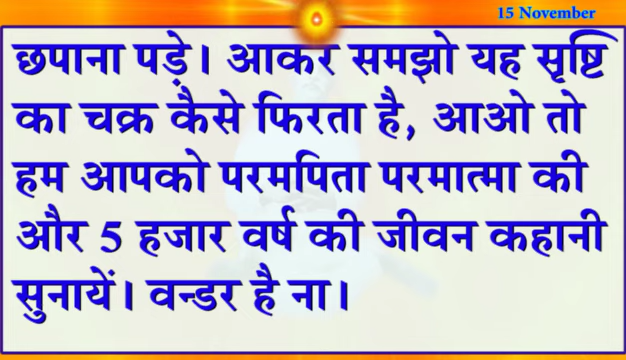 15 November
छपाना पड़े। आकर समझो यह सृष्टि
का चक्र कैसे फिरता है, आओ तो
हम आपको परमपिता परमात्मा की
और 5 हजार वर्ष की जीवन कहानी
सुनायें। वन्डर है ना।